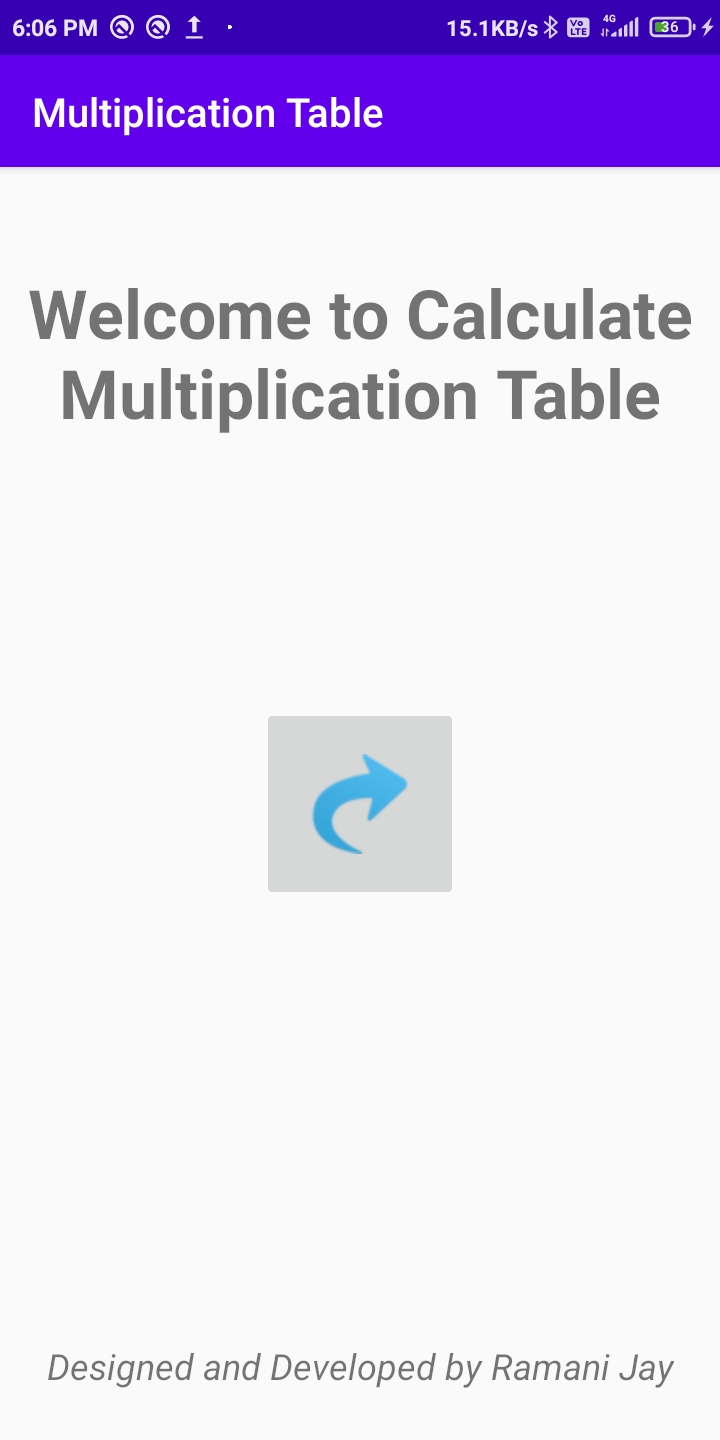 6:06 PM 15.1KB/s Vo LTE 4G 36
Multiplication Table
Welcome to Calculate
Multiplication Table
Designed and Developed by Ramani Jay